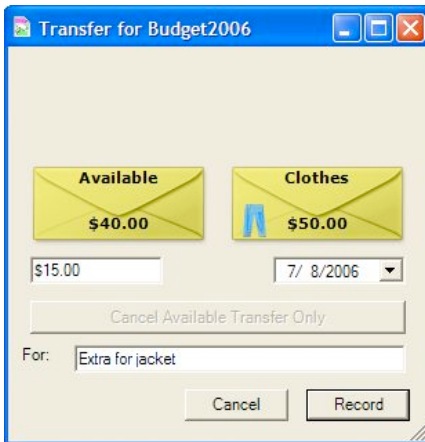 Transfer for Budget2006
Available Clothes
$40.00 $50.00
$15.00 7/ 8/2006
Cancel Available Transfer Only
For: Extra for jacket
Cancel Record